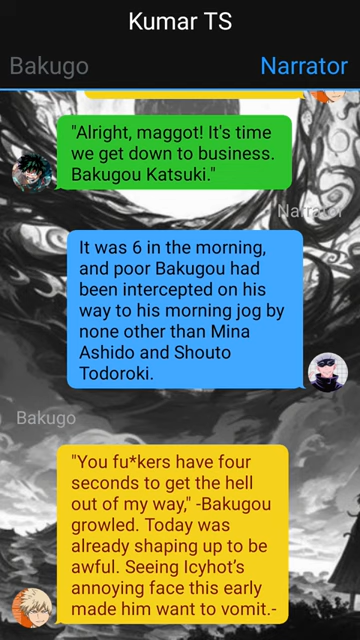 Kumar TS
Bakugo
Narrator
"Alright, maggot! It's time
we get down to business.
Bakugou Katsuki."
Narrator
It was 6 in the morning,
and poor Bakugou had
been intercepted on his
way to his morning jog by
none other than Mina
Ashido and Shouto
Todoroki.
Bakugo
"You fu*kers have four
seconds to get the hell
out of my way," -Bakugou
growled. Today was
already shaping up to be
awful. Seeing Icyhot's
annoying face this early
made him want to vomit.-